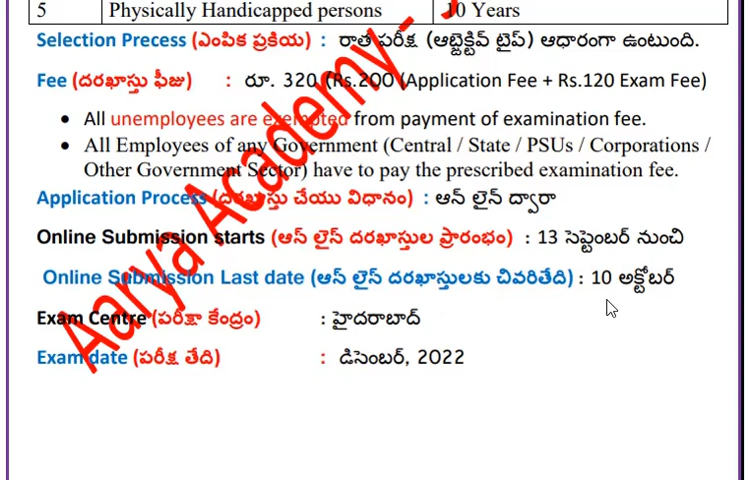 5 Physically Handicapped persons 10 Years
Selection Precess (ఎంపిక ప్రకియ) : రాత పరీక్ష (ఆబ్జెక్టివ్ టైప్) ఆధారంగా ఉంటుంది.
Fee (దరఖాస్తు ఫీజు) : రూ. 320 (Rs.200 (Application Fee + Rs.120 Exam Fee)
• All unemployees are exempted from payment of examination fee.
• All Employees of any Government (Central / State / PSUs / Corporations /
Other Government Sector) have to pay the prescribed examination fee.
Application Process (దరఖాస్తు చేయు విధానం) : ఆన్ లైన్ ద్వారా
Online Submission starts (ఆన్ లైన్ దరఖాస్తుల ప్రారంభం) : 13 సెప్టెంబర్ నుంచి
Online Submission Last date (ఆన్ లైన్ దరఖాస్తులకు చివరితేది) : 10 అక్టోబర్
Exam Centre (పరీక్షా కేంద్రం) : హైదరాబాద్
Exam date (పరీక్ష తేది) : డిసెంబర్, 2022
Aarya Academy -